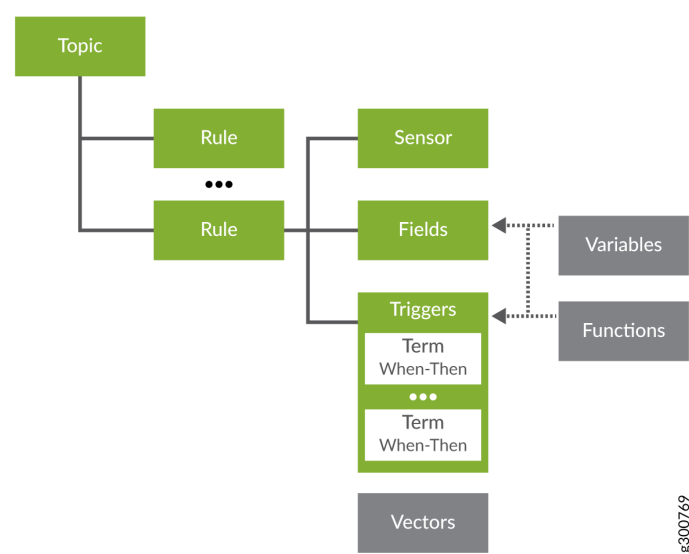 Topic
Rule
Sensor
•••
Rule
Fields
Variables
Triggers
Functions
Term
When-Then
•••
Term
When-Then
Vectors
g300769